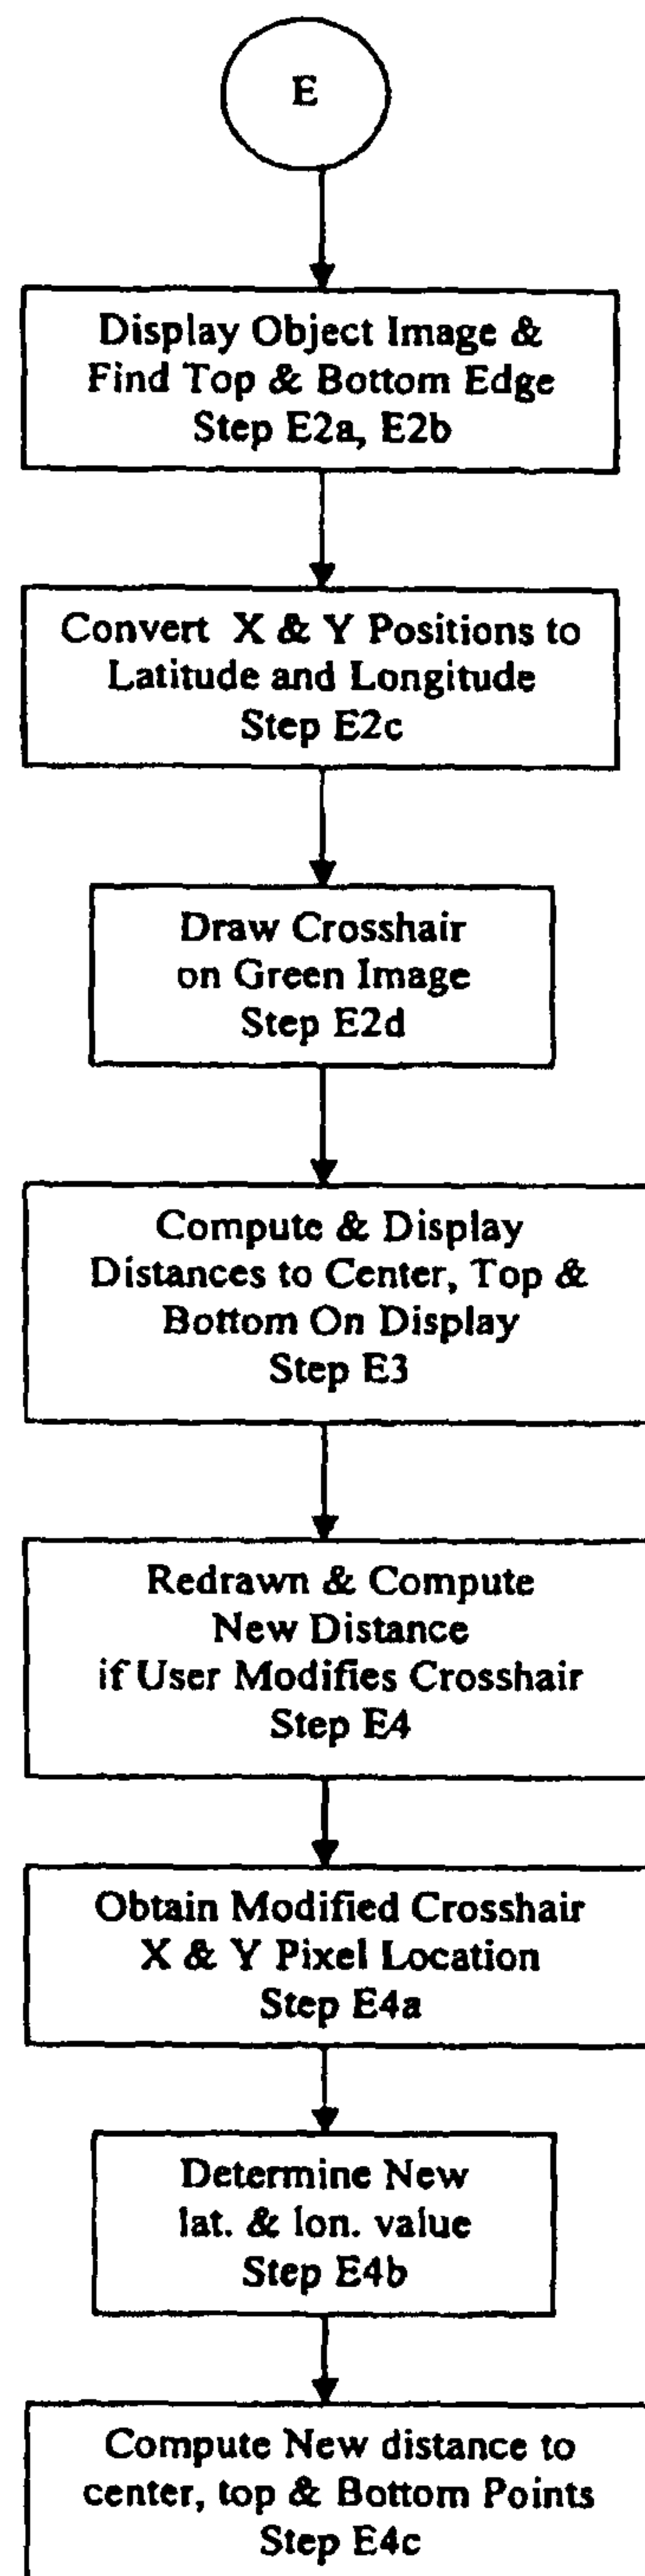 E
Display Object Image &
Find Top & Bottom Edge
Step E2a, E2b
Convert X & Y Positions to
Latitude and Longitude
Step E2c
Draw Crosshair
on Green Image
Step E2d
Compute & Display
Distances to Center, Top &
Bottom On Display
Step E3
Redrawn & Compute
New Distance
if User Modifies Crosshair
Step E4
Obtain Modified Crosshair
X & Y Pixel Location
Step E4a
Determine New
lat. & lon. value
Step E4b
Compute New distance to
center, top & Bottom Points
Step E4c